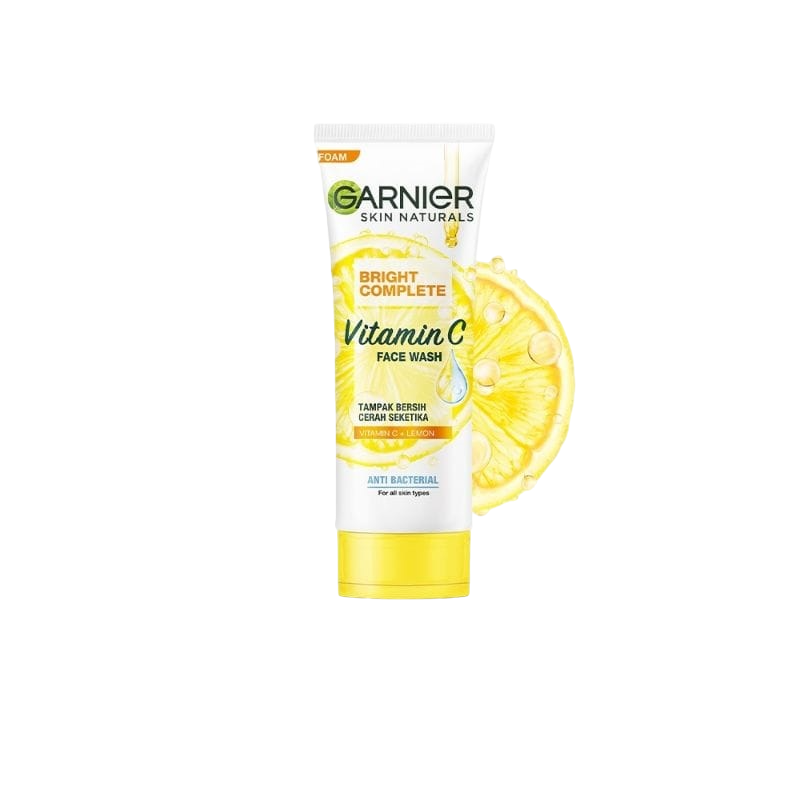 FOAM
GARNIER
SKIN NATURALS
BRIGHT
COMPLETE
Vitamin C
FACE WASH
TAMPAK BERSIH
CERAH SEKETIKA
VITAMIN C + LEMON
ANTI BACTERIAL
For all skin types